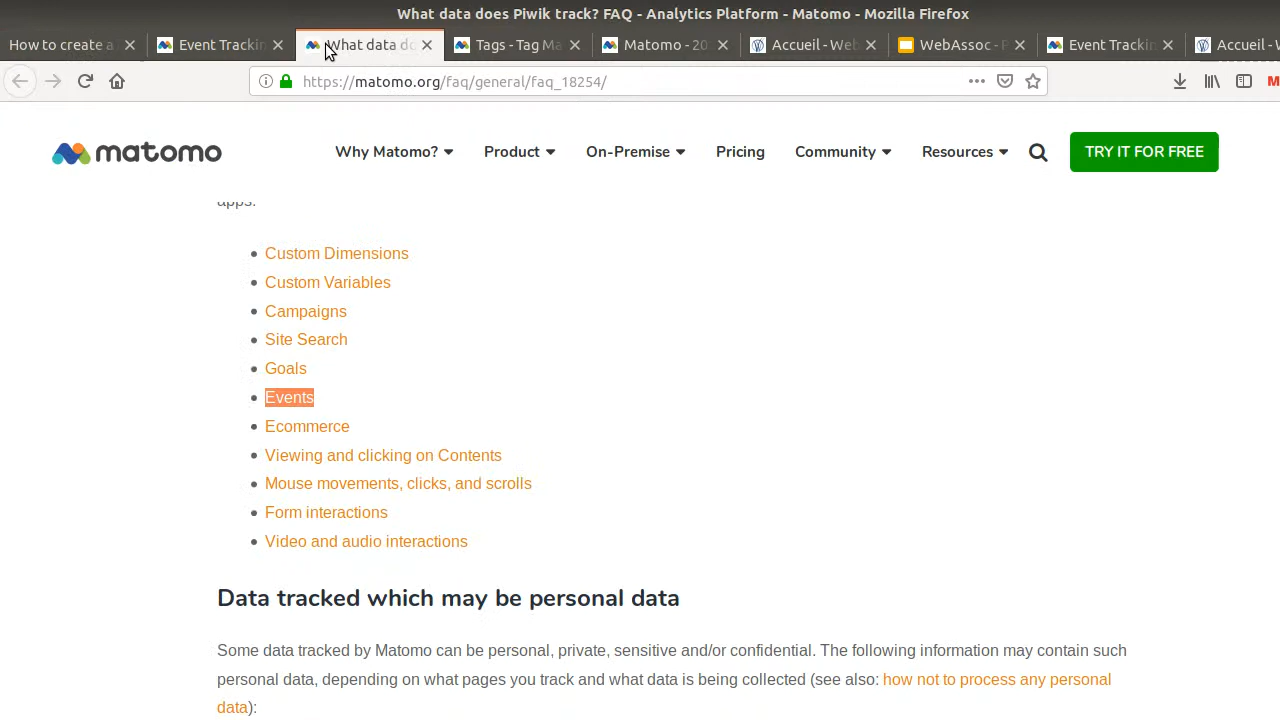 What data does Piwik track? FAQ - Analytics Platform - Matomo - Mozilla Firefox
How to create a
Event Trackin
What data do
Tags - Tag Ma
Matomo - 20
Accueil - Web
WebAssoc - P
Event Trackin
Accueil - W
https://matomo.org/faq/general/faq_18254/
matomo
Why Matomo?
Product
On-Premise
Pricing
Community
Resources
TRY IT FOR FREE
apps:
Custom Dimensions
Custom Variables
Campaigns
Site Search
Goals
Events
Ecommerce
Viewing and clicking on Contents
Mouse movements, clicks, and scrolls
Form interactions
Video and audio interactions
Data tracked which may be personal data
Some data tracked by Matomo can be personal, private, sensitive and/or confidential. The following information may contain such
personal data, depending on what pages you track and what data is being collected (see also: how not to process any personal
data):